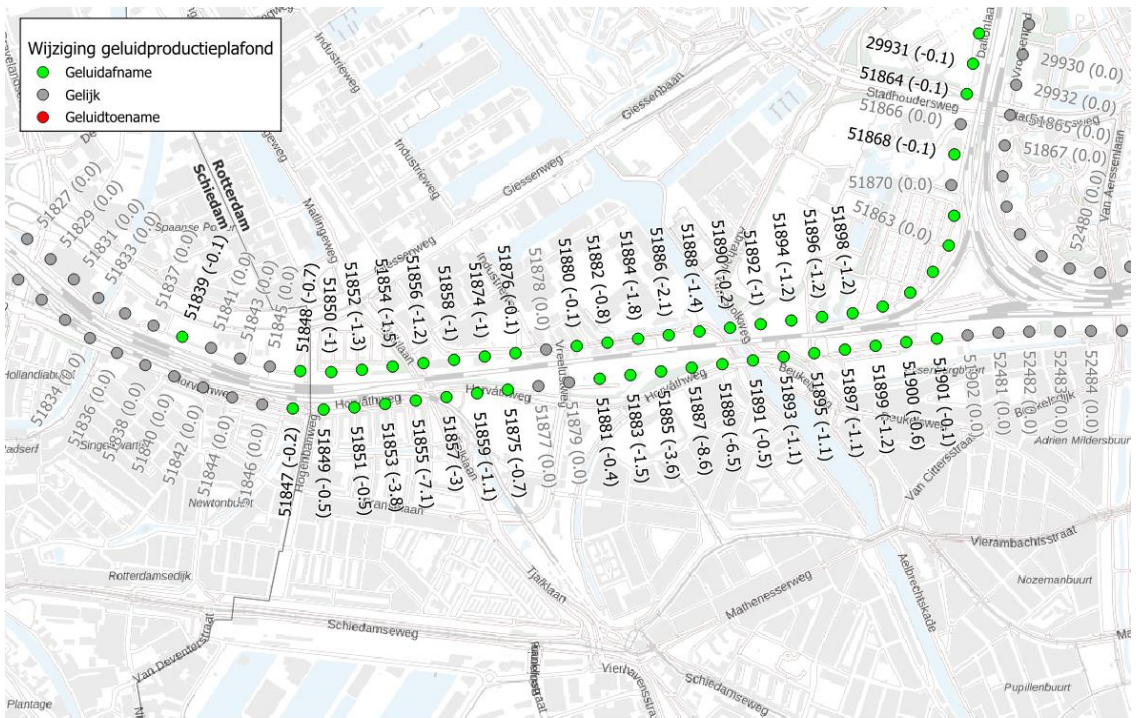 Wijziging geluidproductieplafond
Geluidafname
Gelijk
Geluidtoename
Industrieweg
Giessenbaan
Giessenweg
Industrieweg
Giessenweg
Matlingeweg
Rotterdam
Schiedam
29931 (-0.1)
51864 (-0.1)
Stadhoudersweg
51866 (0.0)
51868 (-0.1)
51870 (0.0)
51863 (0.0)
29930 (0.0)
29932 (0.0)
51865 (0.0)
51867 (0.0)
Van Aerssenlaan
52480 (0.0)
51827 (0.0)
51829 (0.0)
51831 (0.0)
51833 (0.0)
51837 (0.0)
51839 (-0.1)
51841 (0.0)
51843 (0.0)
51845 (0.0)
51848 (-0.7)
51850 (-1)
51852 (-1.3)
51854 (-1.5)
51856 (-1.2)
51858 (-1)
51874 (-1)
51876 (-0.1)
51878 (0.0)
51880 (-0.1)
51882 (-0.8)
51884 (-1.8)
51886 (-2.1)
51888 (-1.4)
51890 (-0.2)
51892 (-1)
51894 (-1.2)
51896 (-1.2)
51898 (-1.2)
Vreelustweg
Horvathweg
Horvathweg
Horvathweg
Horvathweg
51834 (0.0)
51836 (0.0)
51838 (0.0)
51840 (0.0)
51842 (0.0)
51844 (0.0)
51846 (0.0)
51847 (-0.2)
51849 (-0.5)
51851 (-0.5)
51853 (-3.8)
51855 (-7.1)
51857 (-3)
51859 (-1.1)
51875 (-0.7)
51877 (0.0)
51879 (0.0)
51881 (-0.4)
51883 (-1.5)
51885 (-3.6)
51887 (-8.6)
51889 (-6.5)
51891 (-0.5)
51893 (-1.1)
51895 (-1.1)
51897 (-1.1)
51899 (-1.2)
51900 (-0.6)
51901 (-0.1)
51902 (0.0)
52481 (0.0)
52482 (0.0)
52483 (0.0)
52484 (0.0)
Hogenbanweg
Beukelsdijk
Adrien Mildersbuurt
Van Cittersstraat
Newtonbuurt
Rotterdamsedijk
Tjalklaan
Schiedamseweg
Van Deventerstraat
Mathenesserweg
Aelbrechtskade
Vierambachtsstraat
Nozemanbuurt
Vierhavensstraat
Schiedamseweg
Pupillenbuurt
Plantage